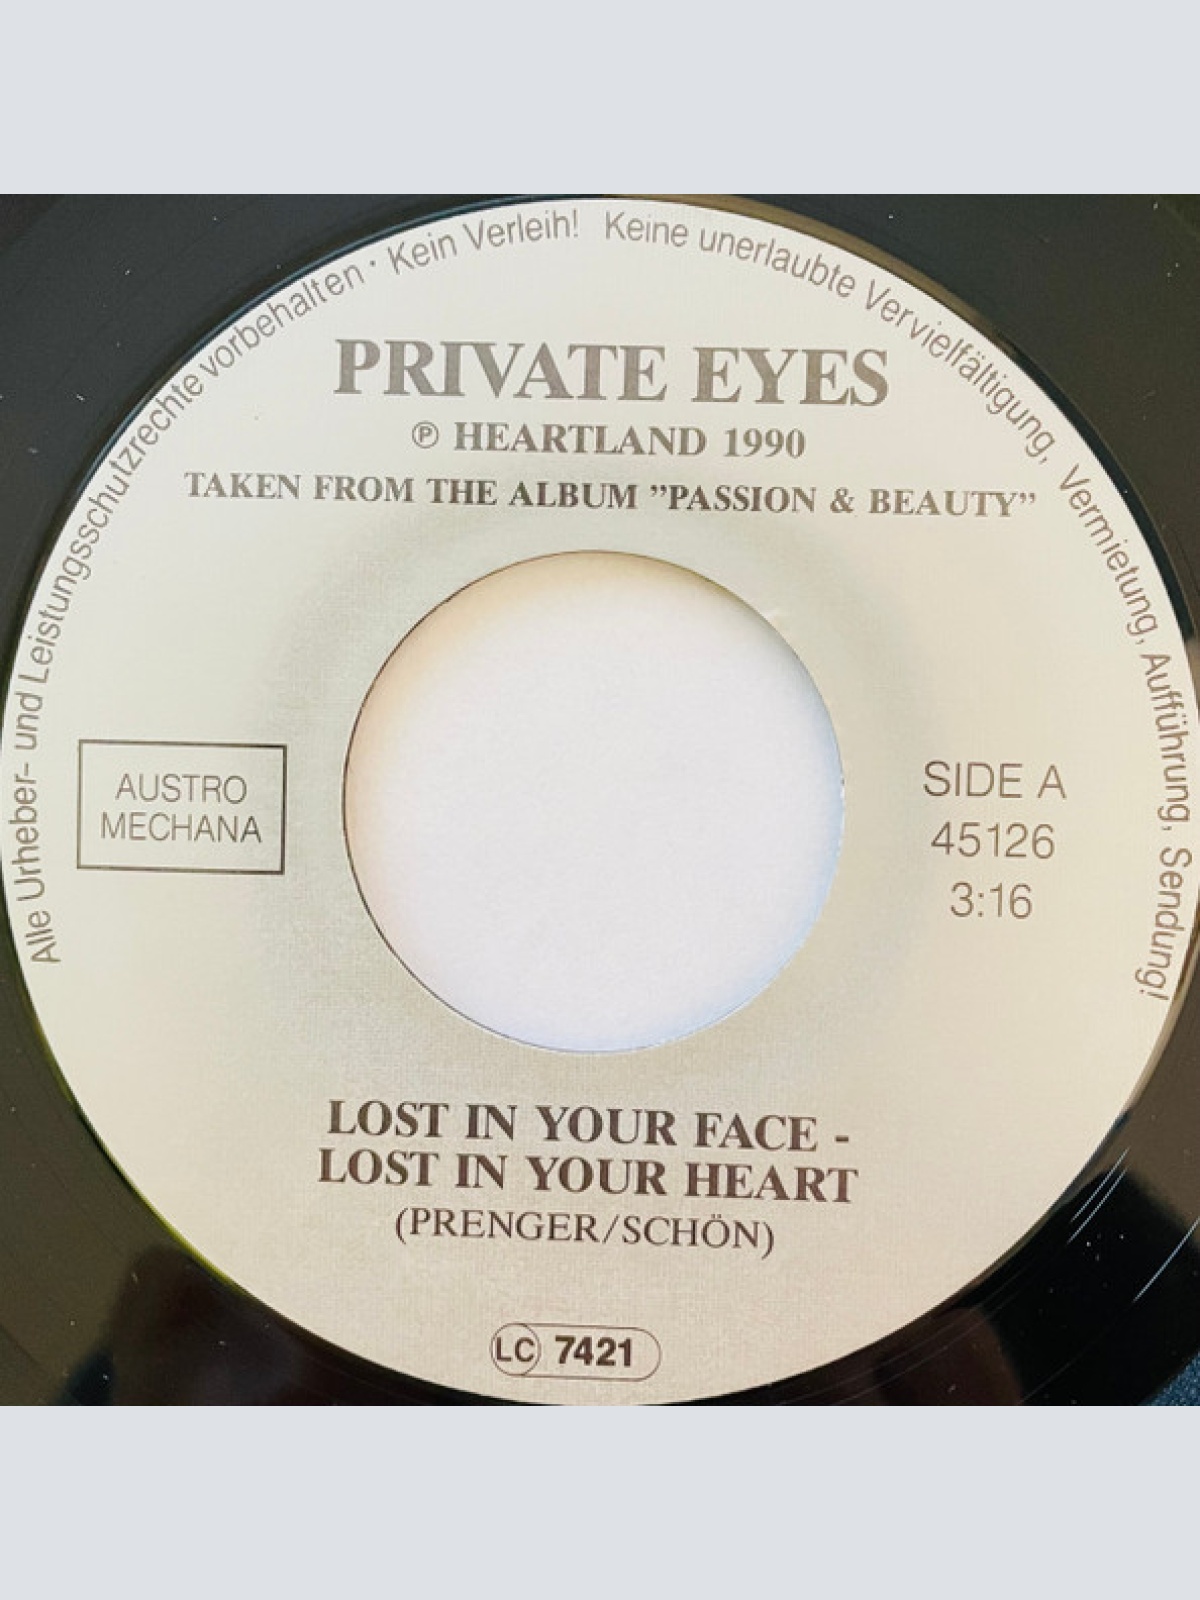 Alle Urheber- und Leistungsschutzrechte vorbehalten · Kein Verleih! Keine unerlaubte Vervielfältigung, Vermietung, Aufführung, Sendung!
PRIVATE EYES
℗ HEARTLAND 1990
TAKEN FROM THE ALBUM ”PASSION & BEAUTY”
AUSTRO
MECHANA
SIDE A
45126
3:16
LOST IN YOUR FACE -
LOST IN YOUR HEART
(PRENGER/SCHÖN)
LC 7421